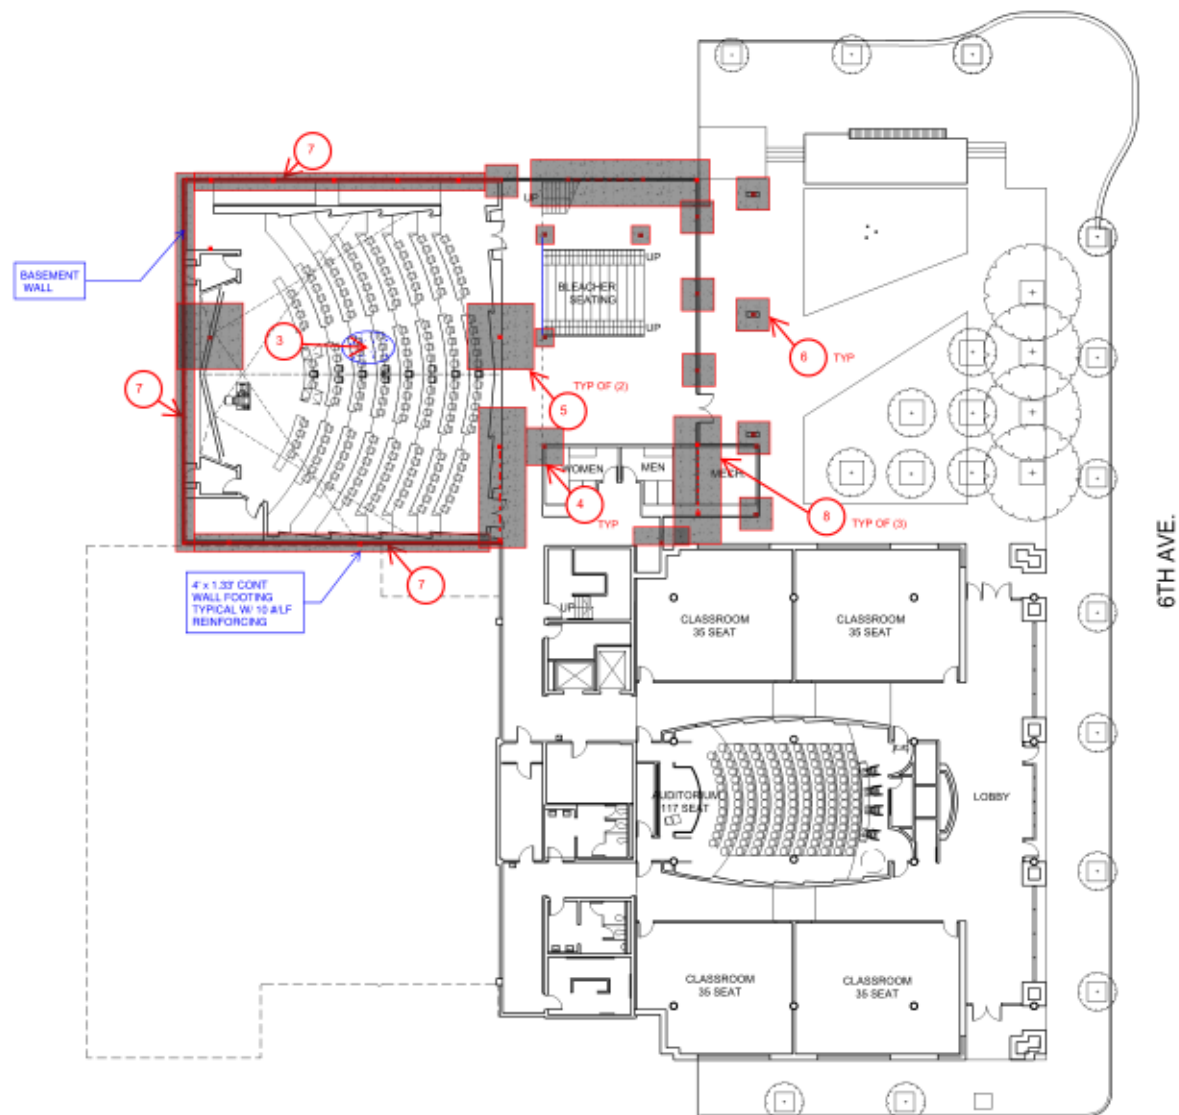 7
UP
BASEMENT
WALL
UP
BLEACHER
SEATING
UP
3
6 TYP
TYP OF (2)
7
5
WOMEN
MEN
MECH
4
TYP
8 TYP OF (3)
7
4' x 1.33' CONT
WALL FOOTING
TYPICAL W/ 10 #/LF
REINFORCING
6TH AVE.
UP
CLASSROOM
35 SEAT
CLASSROOM
35 SEAT
AUDITORIUM
117 SEAT
LOBBY
CLASSROOM
35 SEAT
CLASSROOM
35 SEAT